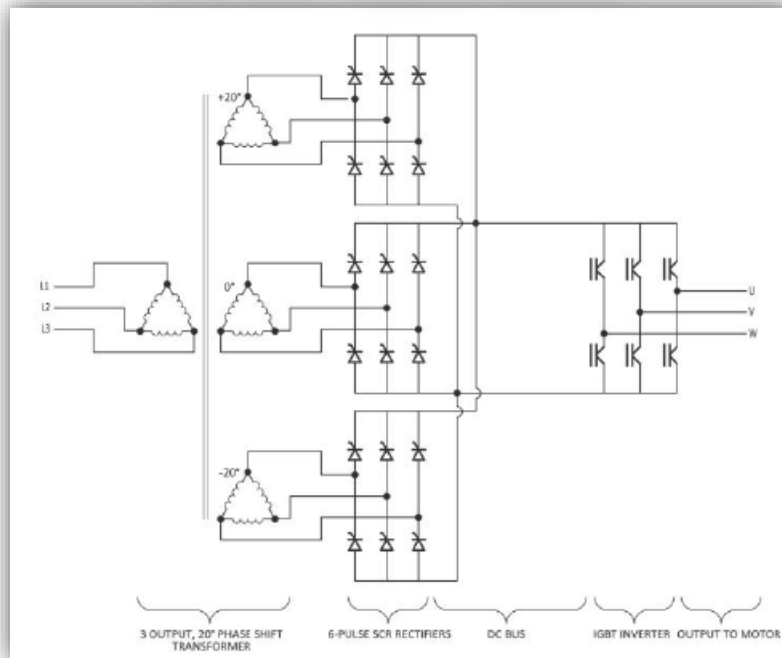 +20°
L1
L2
L3
0°
U
V
W
-20°
3 OUTPUT, 20° PHASE SHIFT
TRANSFORMER
6-PULSE SCR RECTIFIERS
DC BUS
IGBT INVERTER
OUTPUT TO MOTOR